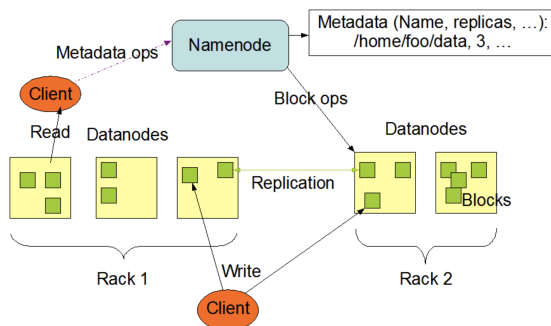 Metadata (Name, replicas, ...):
/home/foo/data, 3, ...
Namenode
Metadata ops
Client
Block ops
Read
Datanodes
Datanodes
Replication
Blocks
Rack 1
Write
Rack 2
Client